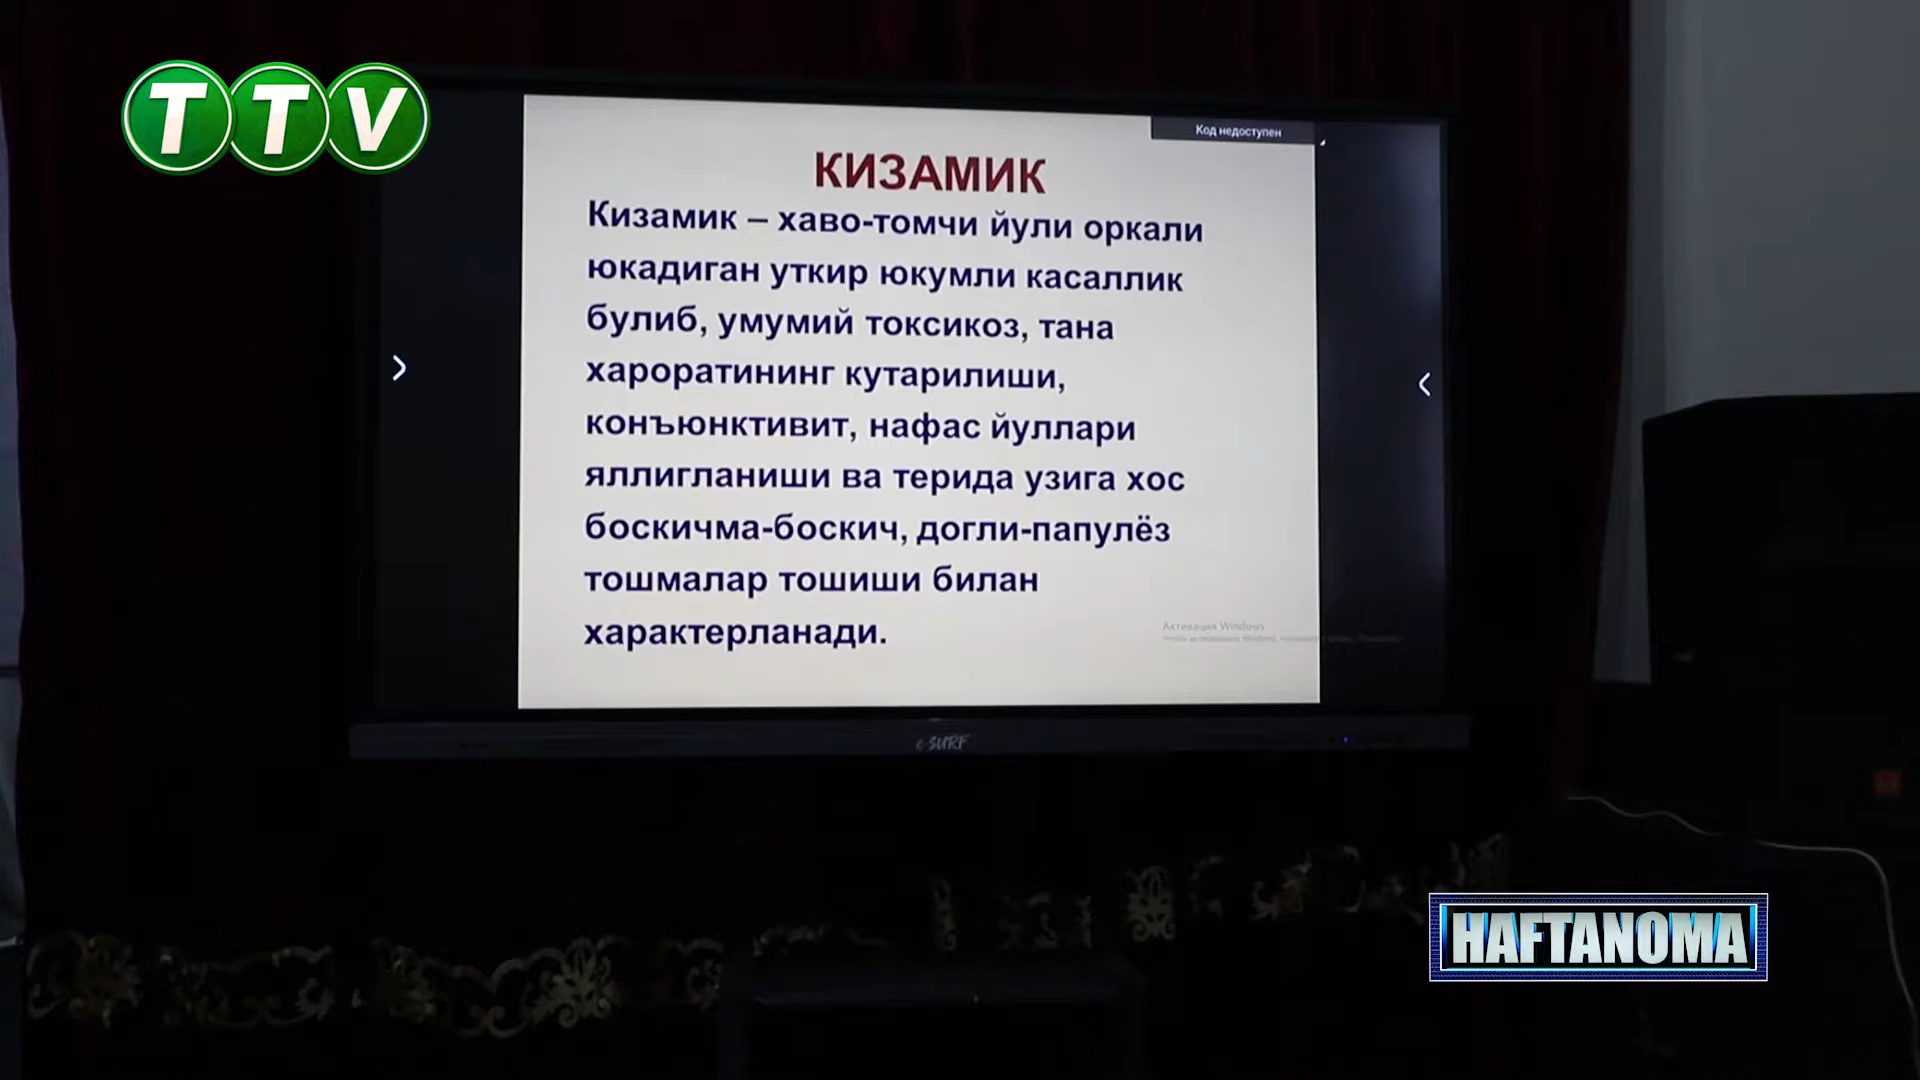 TTV
Код недоступен
КИЗАМИК
Кизамик – хаво-томчи йули оркали
юкадиган уткир юкумли касаллик
булиб, умумий токсикоз, тана
хароратининг кутарилиши,
конъюнктивит, нафас йуллари
яллигланиши ва терида узига хос
боскичма-боскич, догли-папулёз
тошмалар тошиши билан
характерланади.
Активация Windows
e-SURF
HAFTANOMA